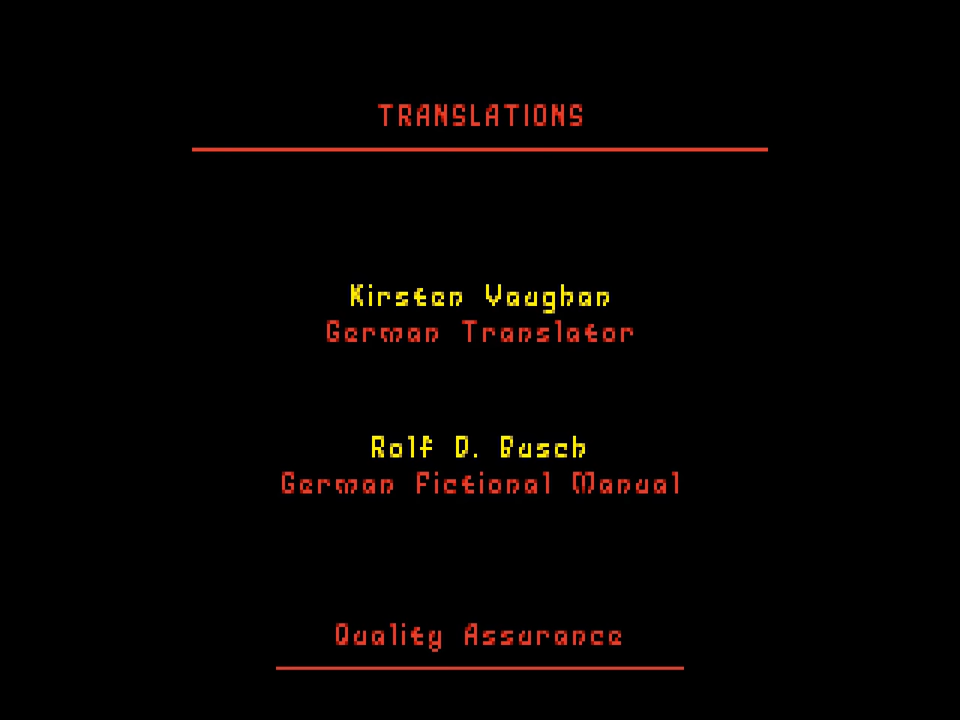 TRANSLATIONS
Kirsten Vaughan
German Translator
Rolf D. Busch
German Fictional Manual
Quality Assurance